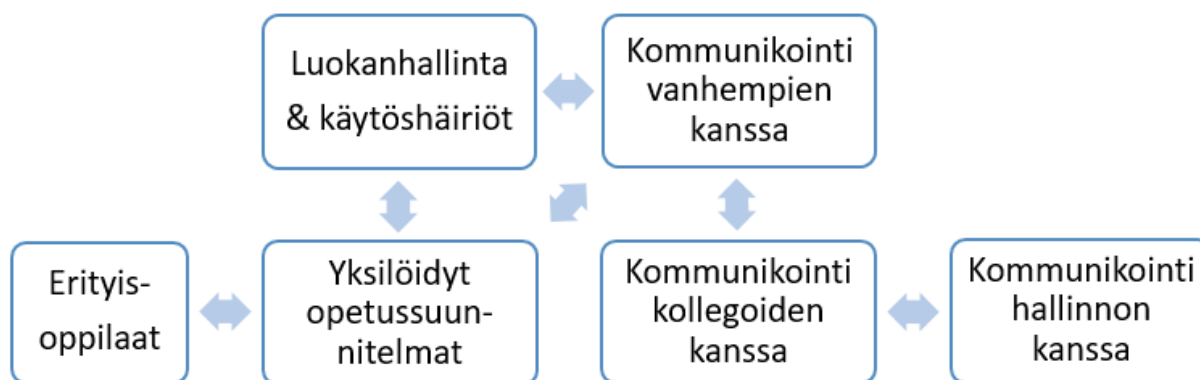 Luokanhallinta
& käytöshäiriöt
Kommunikointi
vanhempien
kanssa
Erityis-
oppilaat
Yksilöidyt
opetussuun-
nitelmat
Kommunikointi
kollegoiden
kanssa
Kommunikointi
hallinnon
kanssa